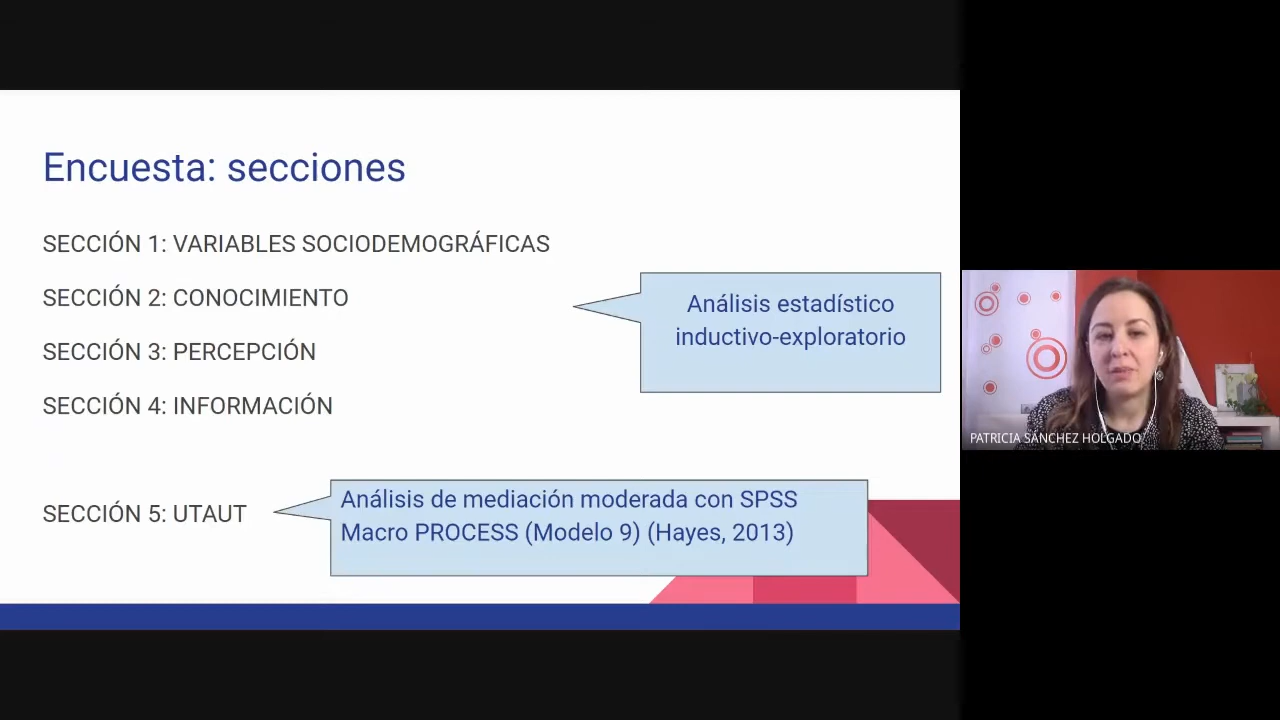 Encuesta: secciones
SECCIÓN 1: VARIABLES SOCIODEMOGRÁFICAS
SECCIÓN 2: CONOCIMIENTO
SECCIÓN 3: PERCEPCIÓN
SECCIÓN 4: INFORMACIÓN
Análisis estadístico
inductivo-exploratorio
SECCIÓN 5: UTAUT
Análisis de mediación moderada con SPSS
Macro PROCESS (Modelo 9) (Hayes, 2013)
PATRICIA SÁNCHEZ HOLGADO